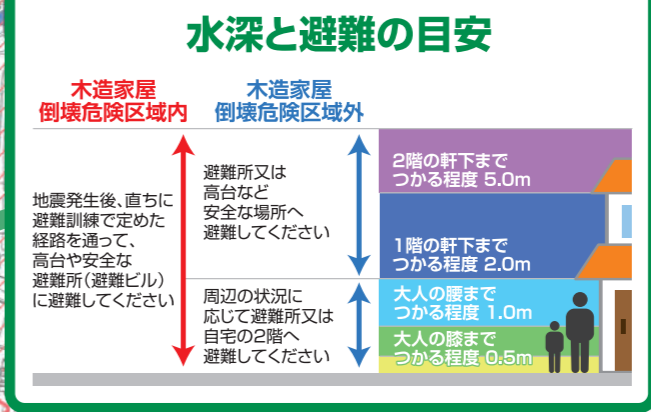 水深と避難の目安
木造家屋
倒壊危険区域内
木造家屋
倒壊危険区域外
地震発生後、直ちに
避難訓練で定めた
経路を通って、
高台や安全な
避難所(避難ビル)
に避難してください
避難所又は
高台など
安全な場所へ
避難してください
周辺の状況に
応じて避難所又は
自宅の2階へ
避難してください
2階の軒下まで
つかる程度 5.0m
1階の軒下まで
つかる程度 2.0m
大人の腰まで
つかる程度 1.0m
大人の膝まで
つかる程度 0.5m